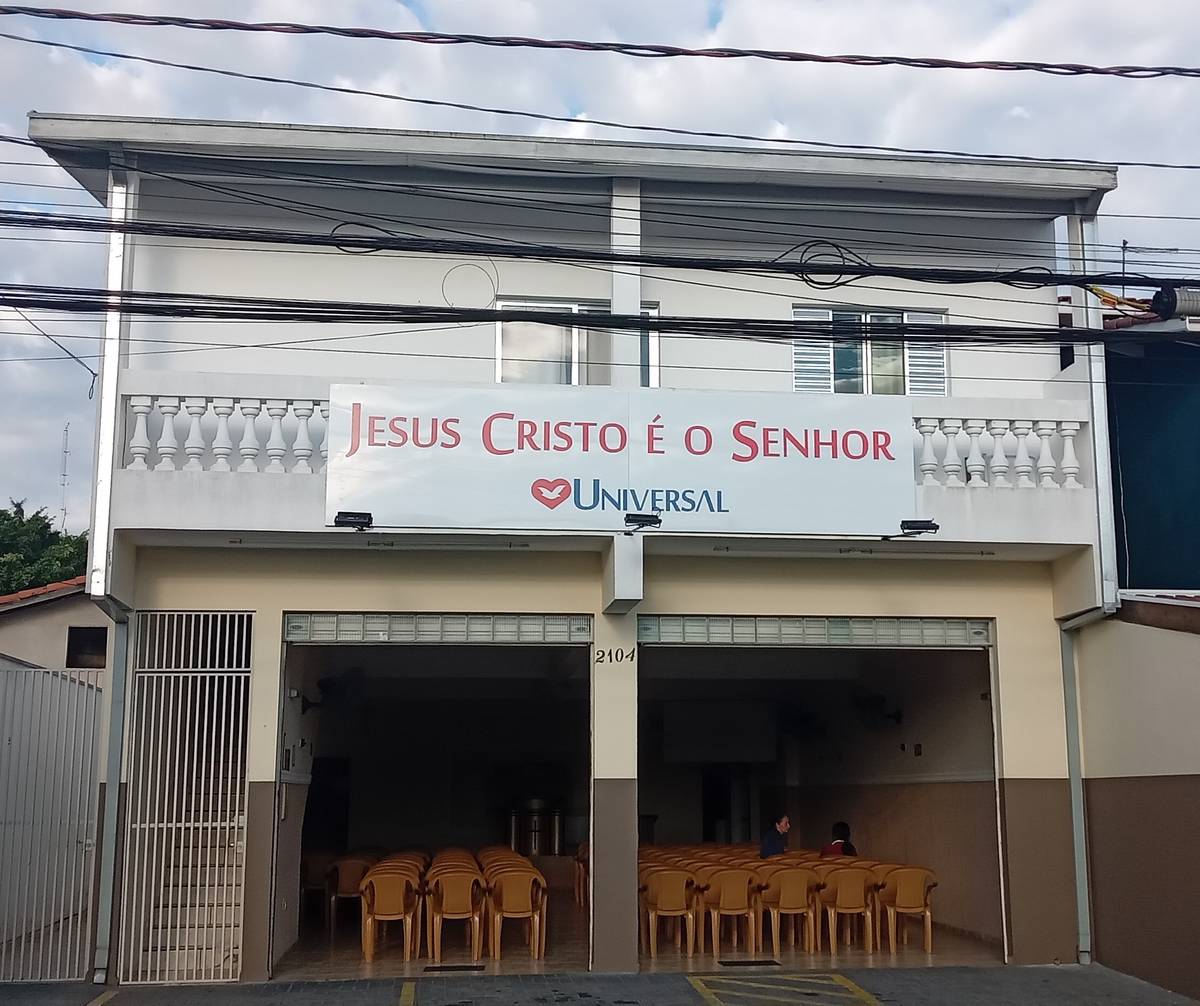 JESUS CRISTO É O SENHOR
UNIVERSAL
2104